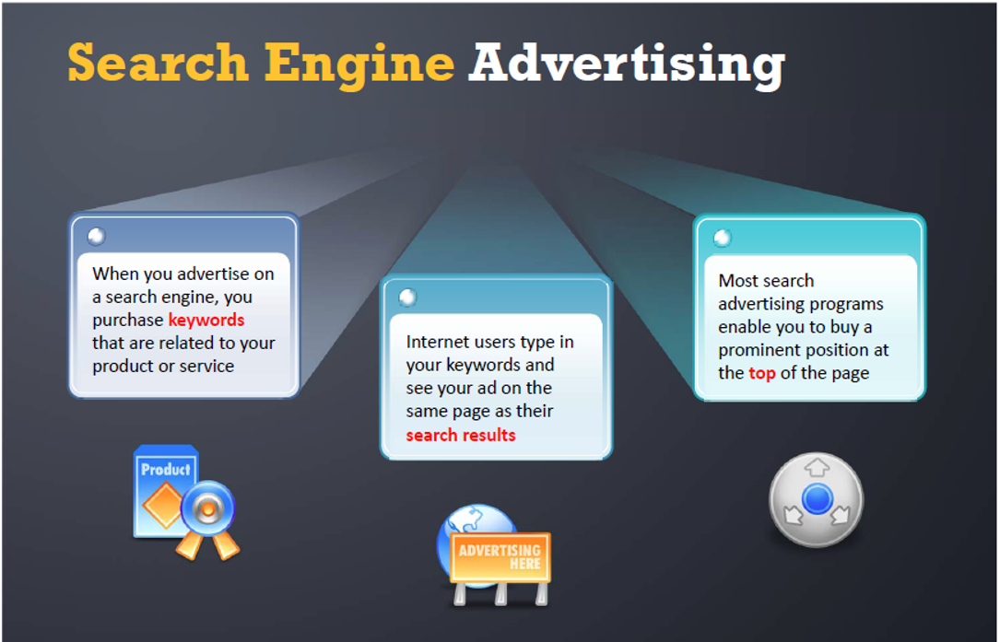 Search Engine Advertising
When you advertise on
a search engine, you
purchase keywords
that are related to your
product or service
Internet users type in
your keywords and
see your ad on the
same page as their
search results
Most search
advertising programs
enable you to buy a
prominent position at
the top of the page
Product
ADVERTISING
HERE